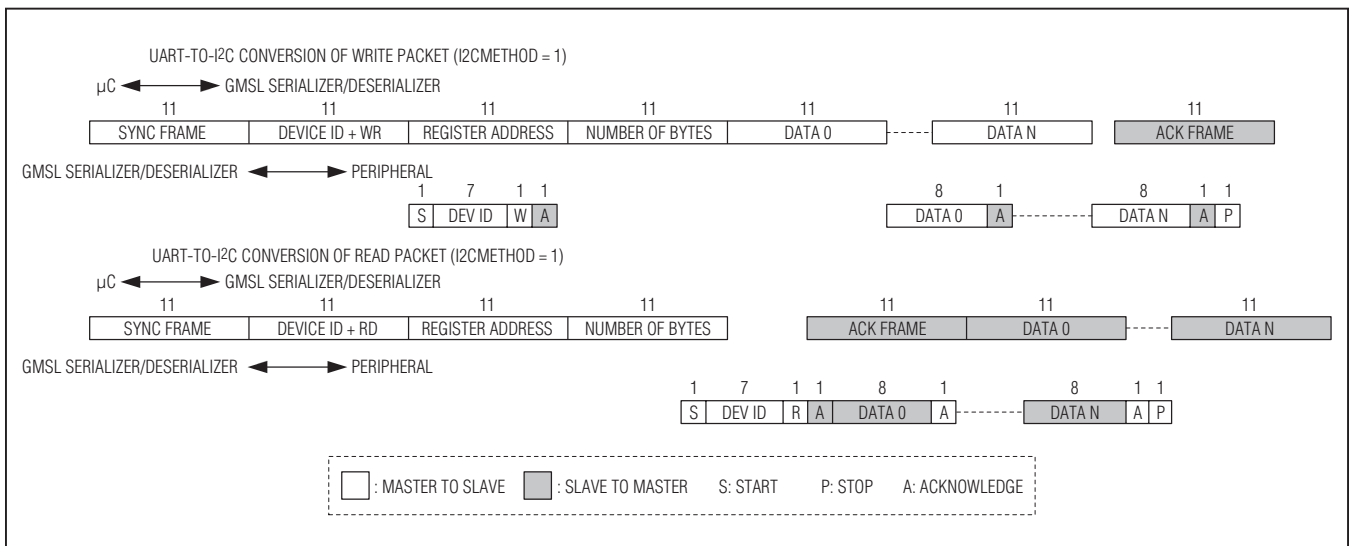 UART-TO-I2C CONVERSION OF WRITE PACKET (I2CMETHOD = 1)
µC GMSL SERIALIZER/DESERIALIZER
11 11 11 11 11 11 11
SYNC FRAME DEVICE ID + WR REGISTER ADDRESS NUMBER OF BYTES DATA 0 DATA N ACK FRAME
GMSL SERIALIZER/DESERIALIZER PERIPHERAL
1 7 1 1 8 1 8 1 1
S DEV ID W A DATA 0 A DATA N A P
UART-TO-I2C CONVERSION OF READ PACKET (I2CMETHOD = 1)
µC GMSL SERIALIZER/DESERIALIZER
11 11 11 11 11 11 11
SYNC FRAME DEVICE ID + RD REGISTER ADDRESS NUMBER OF BYTES ACK FRAME DATA 0 DATA N
GMSL SERIALIZER/DESERIALIZER PERIPHERAL
1 7 1 1 8 1 8 1 1
S DEV ID R A DATA 0 A DATA N A P
: MASTER TO SLAVE : SLAVE TO MASTER S: START P: STOP A: ACKNOWLEDGE